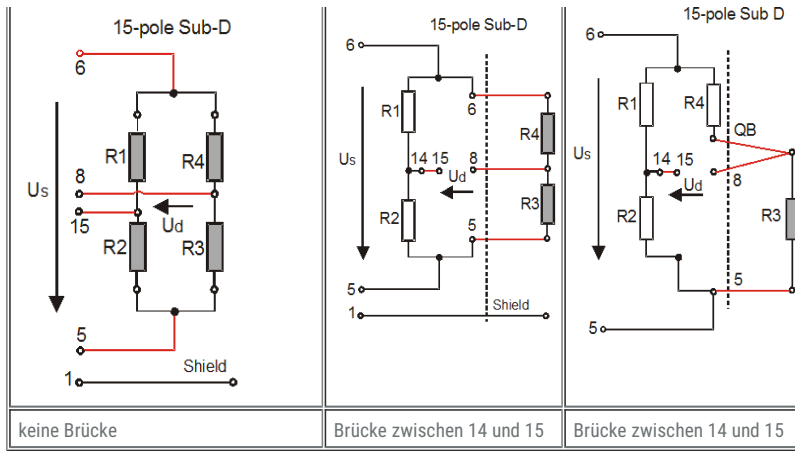 15-pole Sub-D
6
R1
R4
Us
8
15
Ud
R2
R3
5
Shield
1
keine Brücke
15-pole Sub-D
6
6
R1
R4
14 15
8
Us
Ud
R2
R3
5
5
Shield
1
Brücke zwischen 14 und 15
15-pole Sub D
6
R1
R4
QB
Us
14 15
8
Ud
R2
R3
5
5
Brücke zwischen 14 und 15